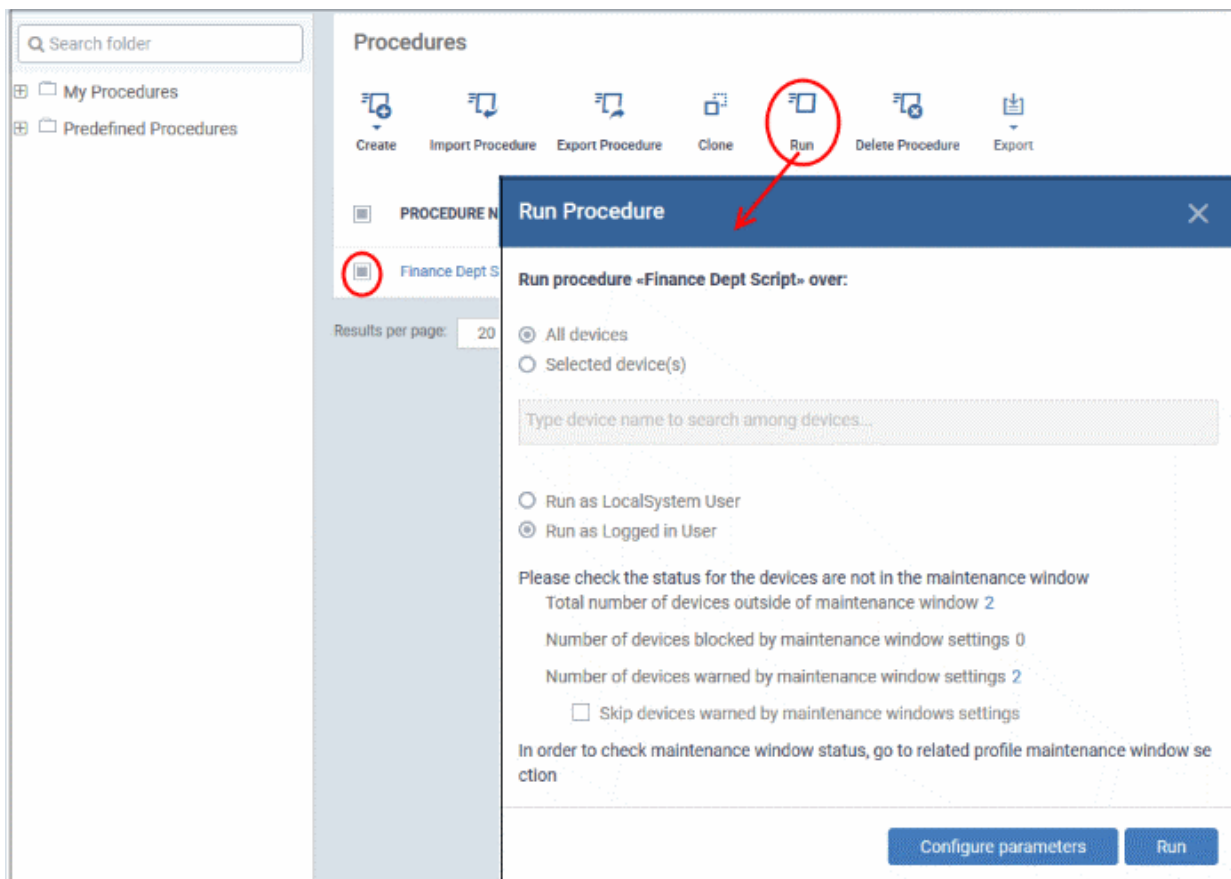 Search folder
My Procedures
Predefined Procedures
Procedures
Create
Import Procedure
Export Procedure
Clone
Run
Delete Procedure
Export
PROCEDURE N
Finance Dept S
Results per page: 20
Run Procedure
Run procedure «Finance Dept Script» over:
All devices
Selected device(s)
Type device name to search among devices...
Run as LocalSystem User
Run as Logged in User
Please check the status for the devices are not in the maintenance window
Total number of devices outside of maintenance window 2
Number of devices blocked by maintenance window settings 0
Number of devices warned by maintenance window settings 2
Skip devices warned by maintenance windows settings
In order to check maintenance window status, go to related profile maintenance window se
ction
Configure parameters
Run